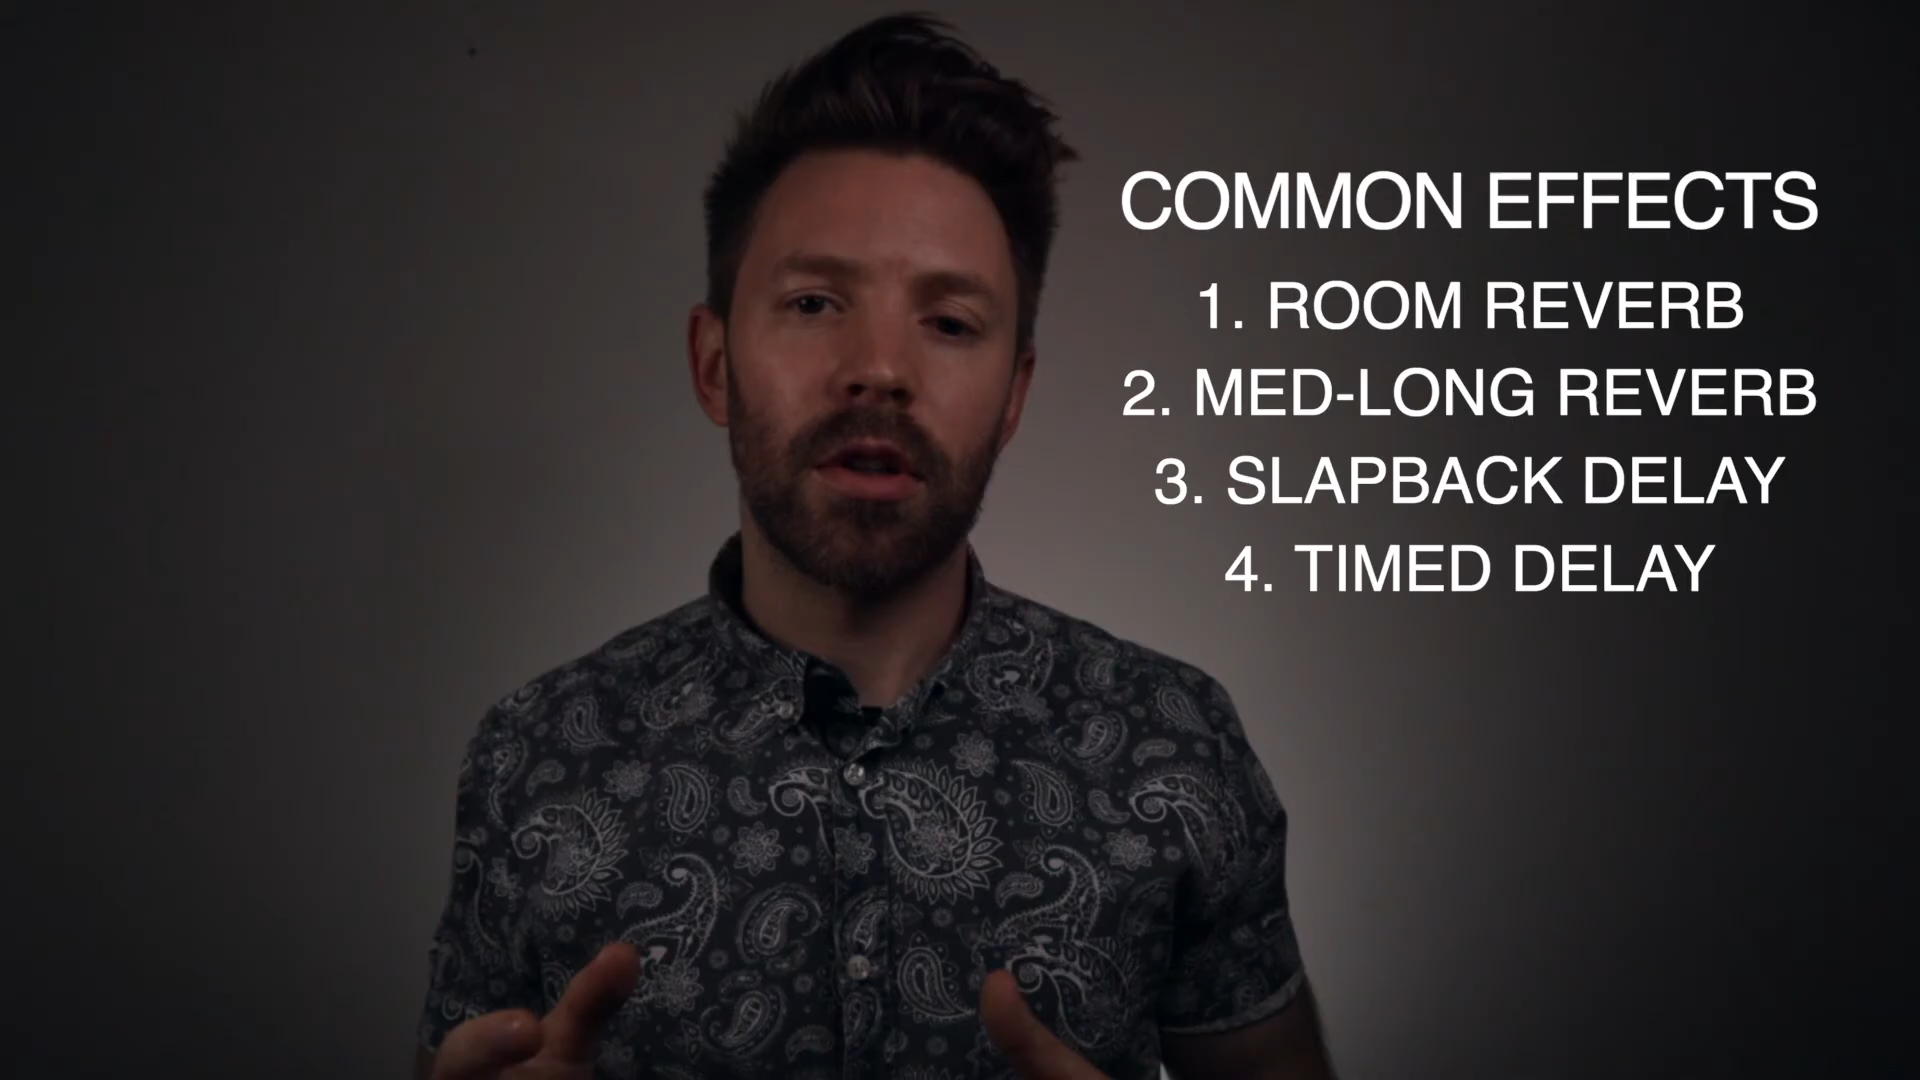 COMMON EFFECTS
1. ROOM REVERB
2. MED-LONG REVERB
3. SLAPBACK DELAY
4. TIMED DELAY